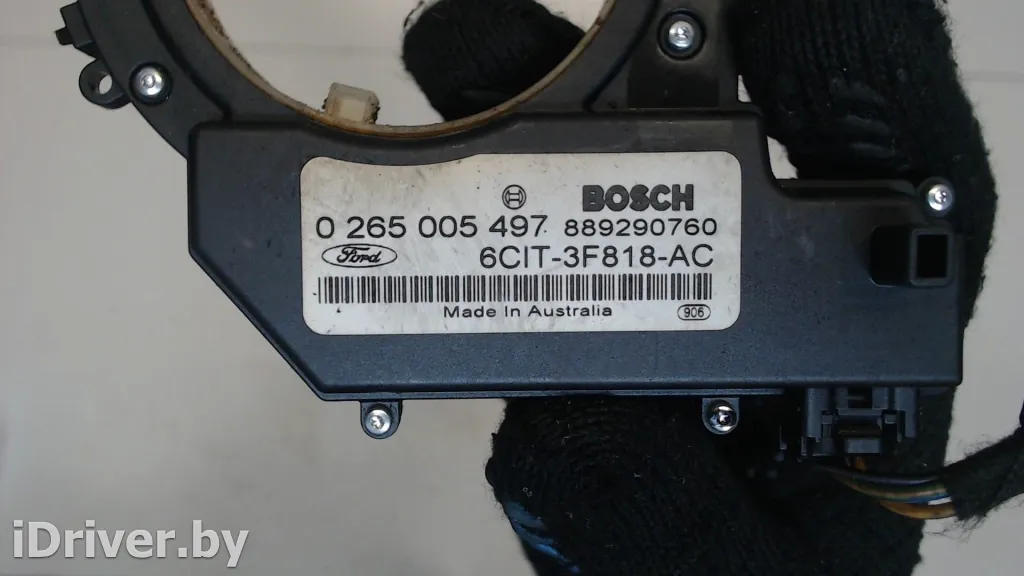 BOSCH
0 265 005 497 889290760
Ford 6CIT-3F818-AC
Made In Australia 906
iDriver.by